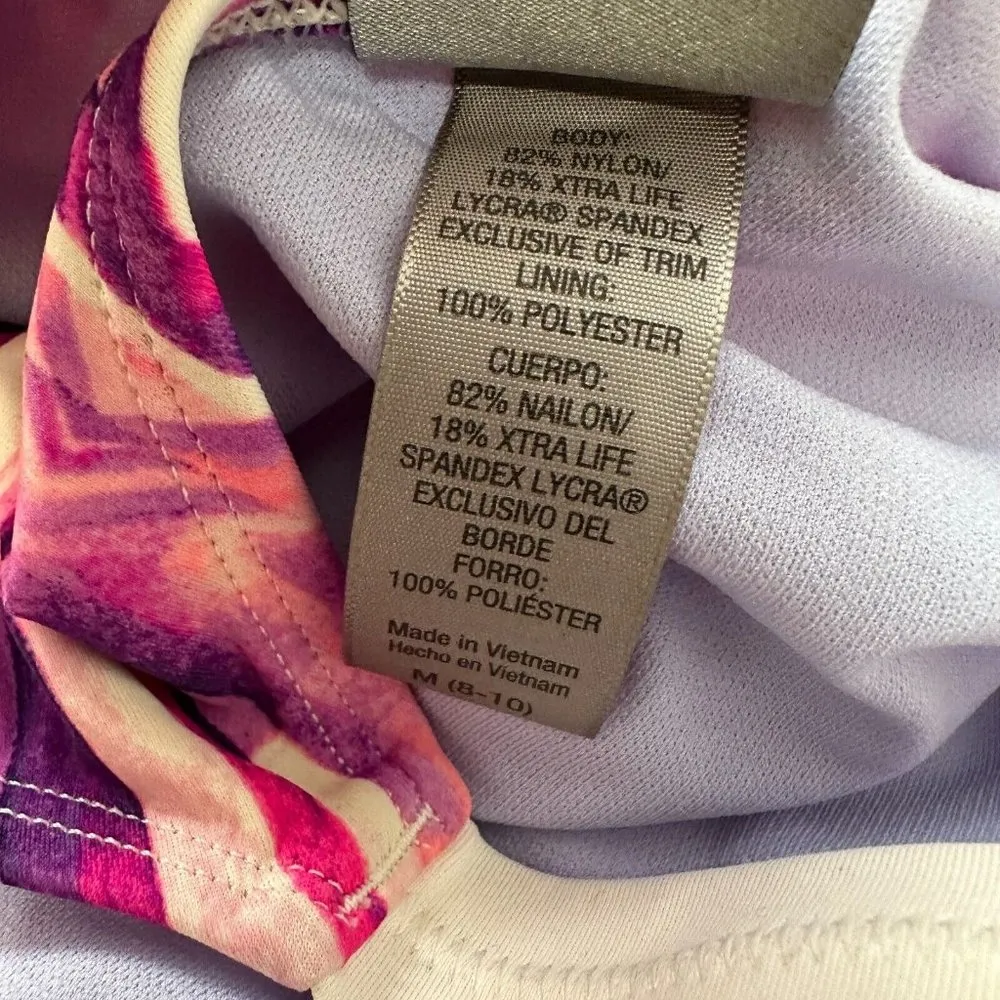 BODY:
82% NYLON/
18% XTRA LIFE
LYCRA® SPANDEX
EXCLUSIVE OF TRIM
LINING:
100% POLYESTER
CUERPO:
82% NAILON/
18% XTRA LIFE
SPANDEX LYCRA®
EXCLUSIVO DEL
BORDE
FORRO:
100% POLIÉSTER
Made in Vietnam
Hecho en Vietnam
M (8-10)